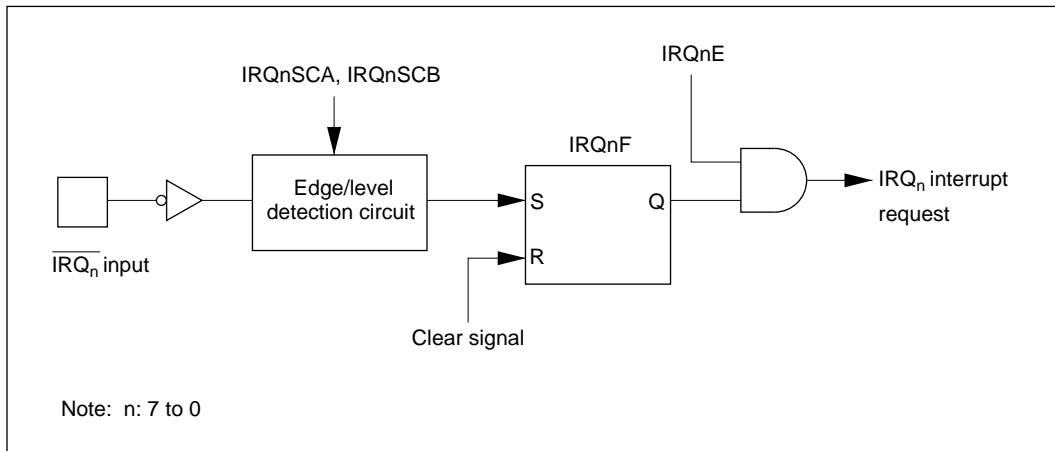 IRQnE
IRQnSCA, IRQnSCB
IRQnF
Edge/level
detection circuit
S
Q
R
IRQn interrupt
request
IRQn input
Clear signal
Note: n: 7 to 0